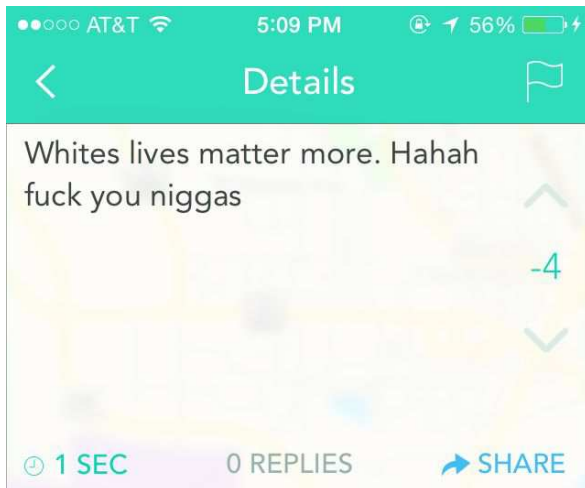 AT&T 5:09 PM 56%
Details
Whites lives matter more. Hahah
fuck you niggas
-4
1 SEC 0 REPLIES SHARE